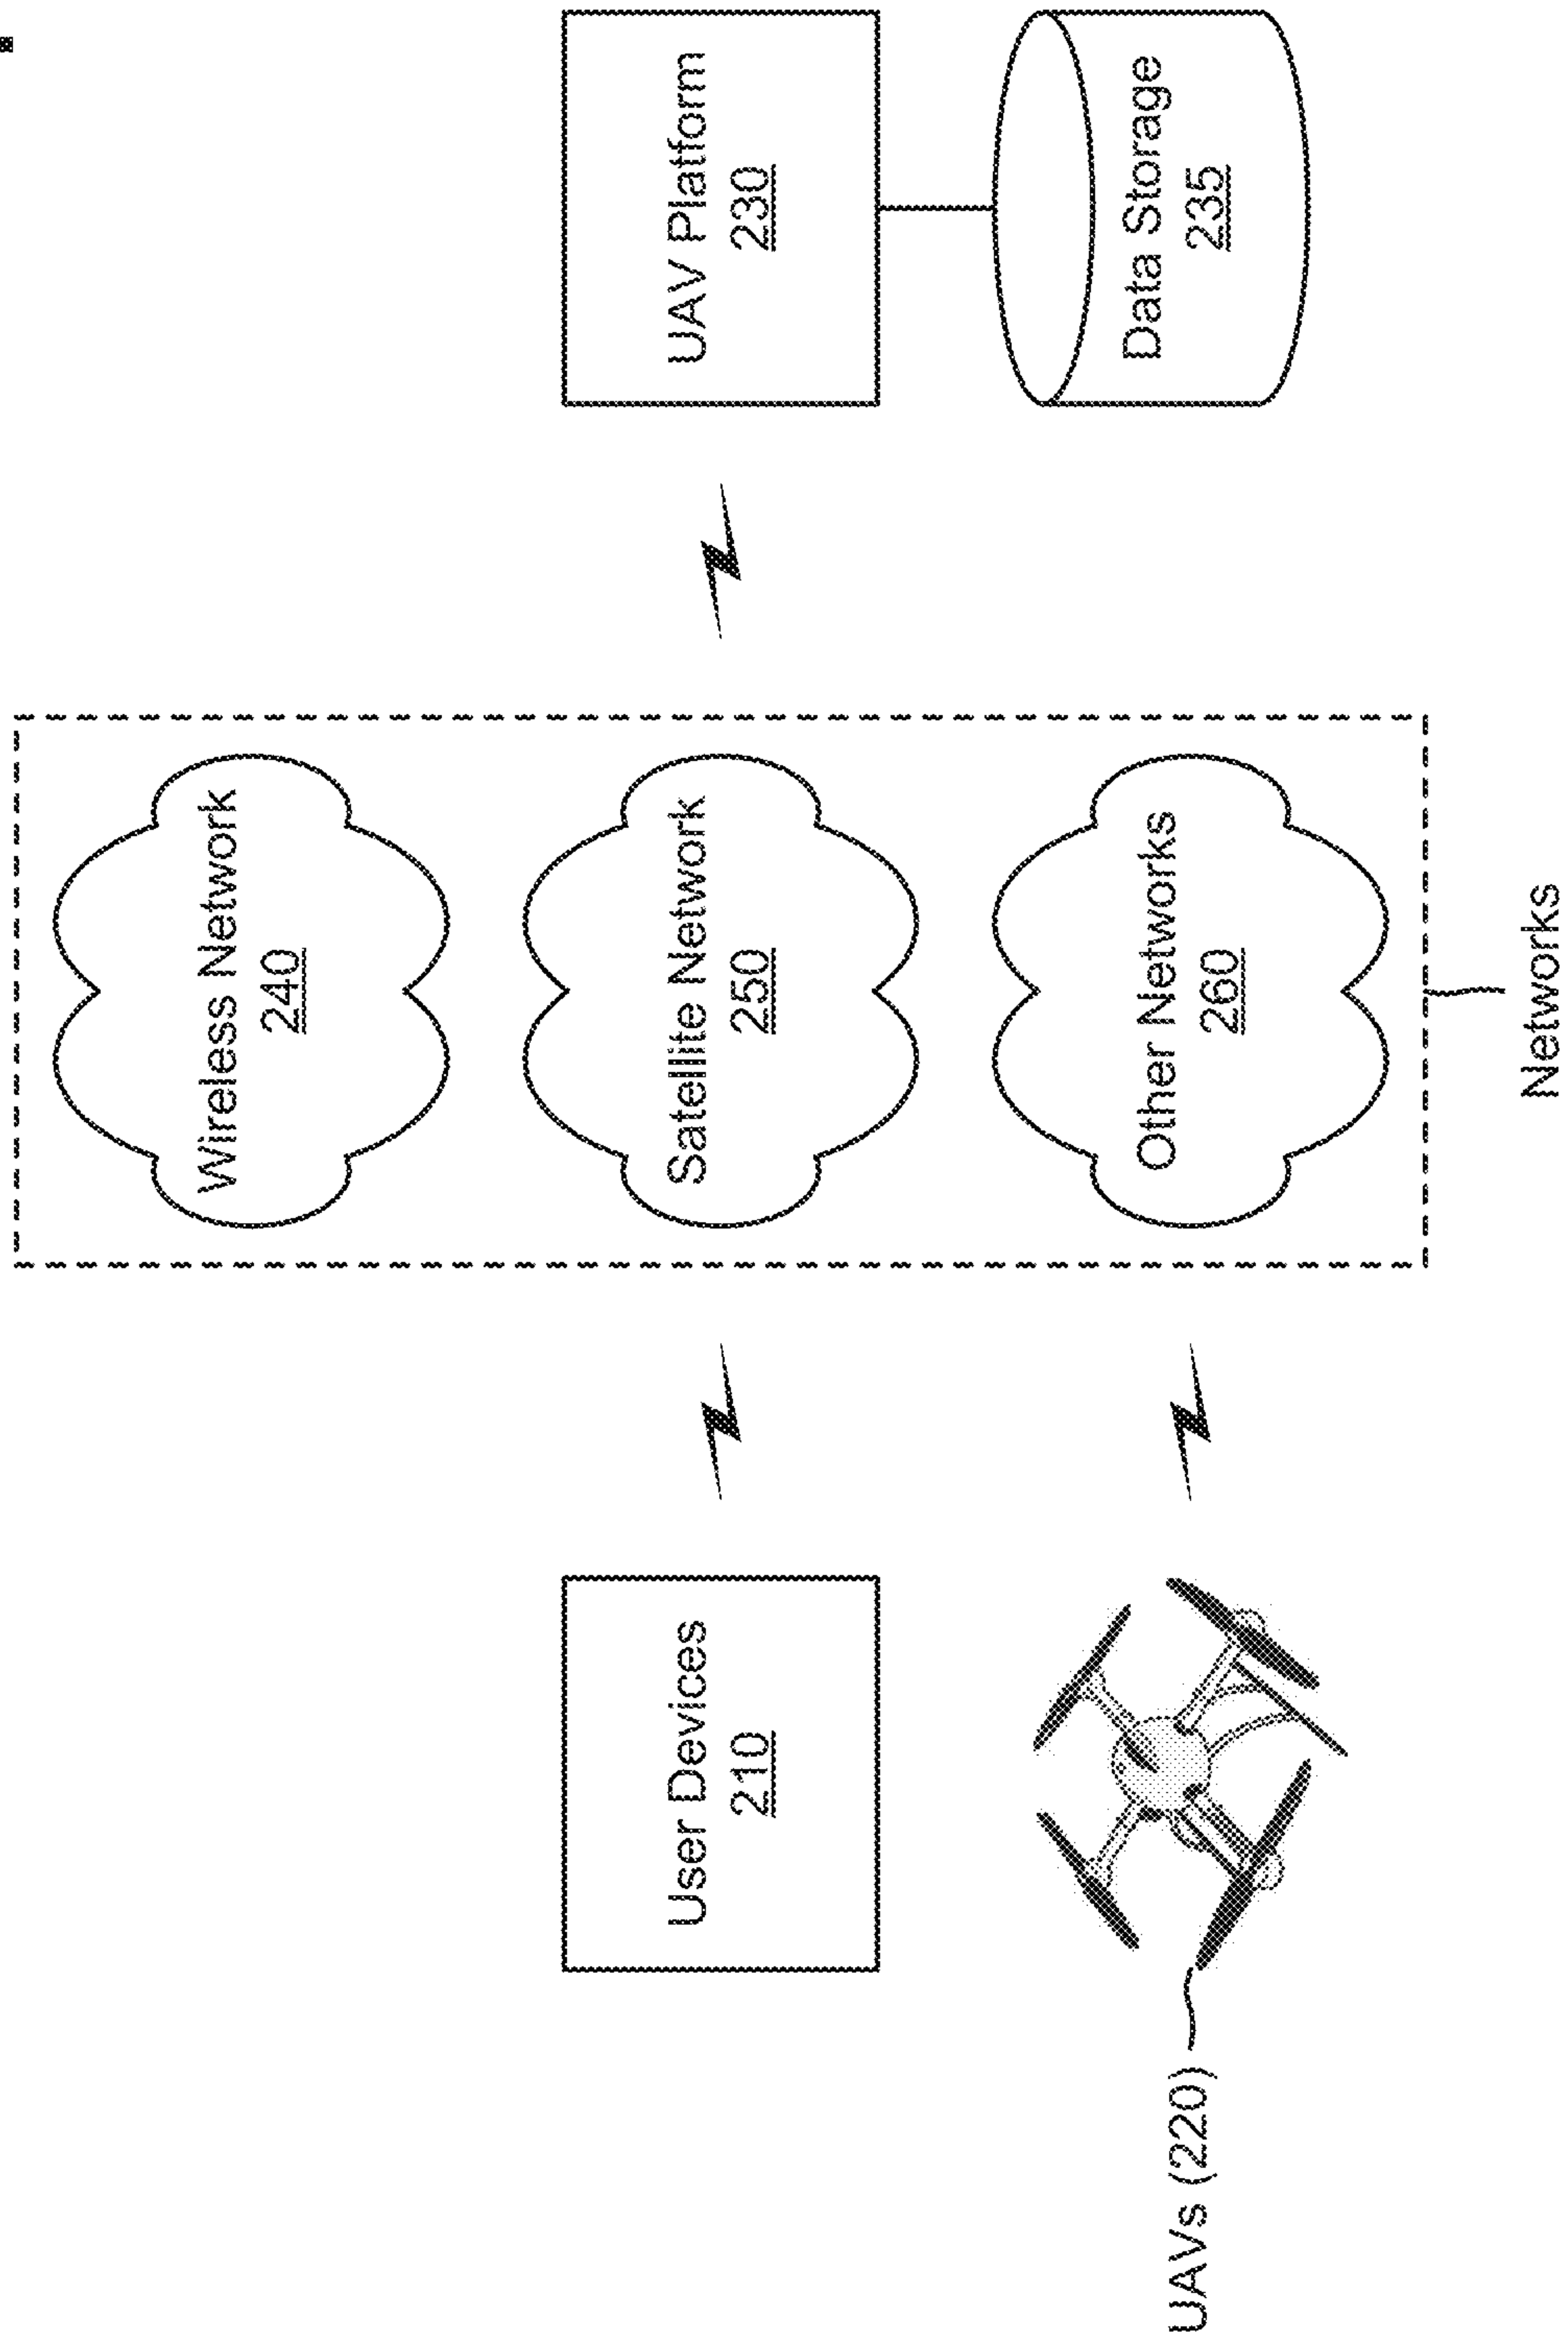 Wireless Network
240
User Devices
210
Satellite Network
250
UAV Platform
230
UAVs (220)
Other Networks
260
Data Storage
235
Networks